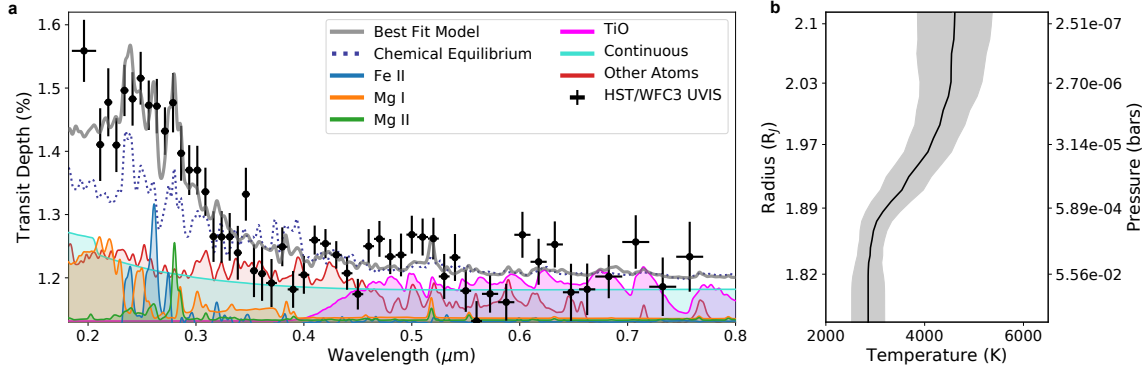 a
1.6
1.5
1.4
1.3
1.2
Transit Depth (%)
0.2 0.3 0.4 0.5 0.6 0.7 0.8
Wavelength (μm)
Best Fit Model
Chemical Equilibrium
Fe II
Mg I
Mg II
TiO
Continuous
Other Atoms
HST/WFC3 UVIS
b
2.1
2.03
1.97
1.89
1.82
Radius (RJ)
2000 4000 6000
Temperature (K)
2.51e-07
2.70e-06
3.14e-05
5.89e-04
5.56e-02
Pressure (bars)